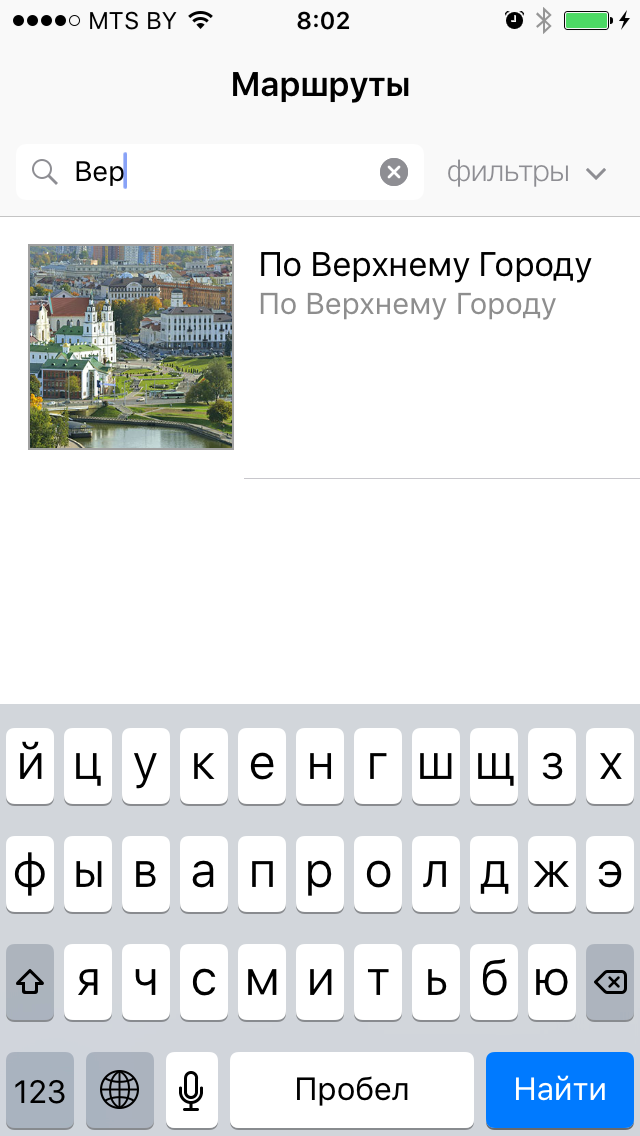 MTS BY 8:02
Маршруты
Вер фильтры
По Верхнему Городу
По Верхнему Городу
й ц у к е н г ш щ з х
ф ы в а п р о л д ж э
я ч с м и т ь б ю
123 Пробел Найти